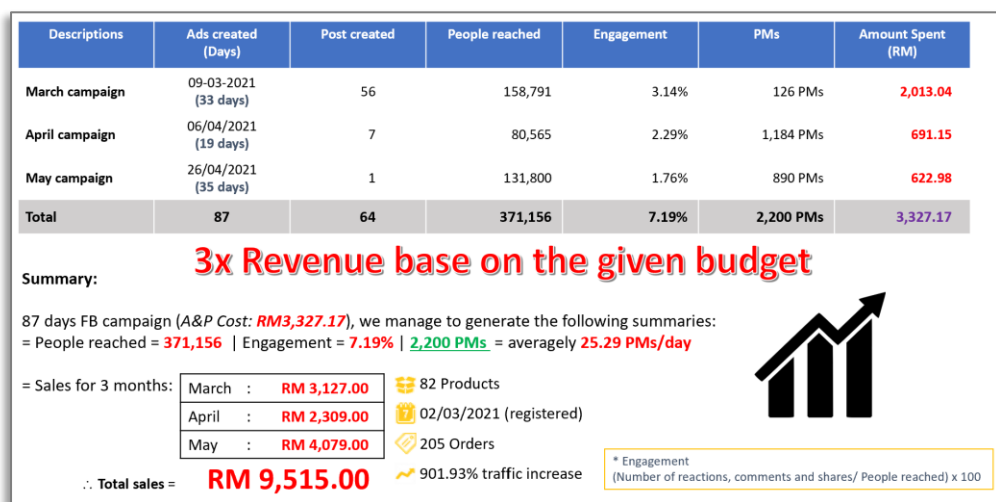 Descriptions Ads created (Days) Post created People reached Engagement PMs Amount Spent (RM)
March campaign 09-03-2021 (33 days) 56 158,791 3.14% 126 PMs 2,013.04
April campaign 06/04/2021 (19 days) 7 80,565 2.29% 1,184 PMs 691.15
May campaign 26/04/2021 (35 days) 1 131,800 1.76% 890 PMs 622.98
Total 87 64 371,156 7.19% 2,200 PMs 3,327.17
3x Revenue base on the given budget
Summary:
87 days FB campaign (A&P Cost: RM3,327.17), we manage to generate the following summaries:
= People reached = 371,156 | Engagement = 7.19% | 2,200 PMs = averagely 25.29 PMs/day
= Sales for 3 months:
March : RM 3,127.00
April : RM 2,309.00
May : RM 4,079.00
∴ Total sales = RM 9,515.00
82 Products
7 02/03/2021 (registered)
205 Orders
901.93% traffic increase
* Engagement
(Number of reactions, comments and shares/ People reached) x 100